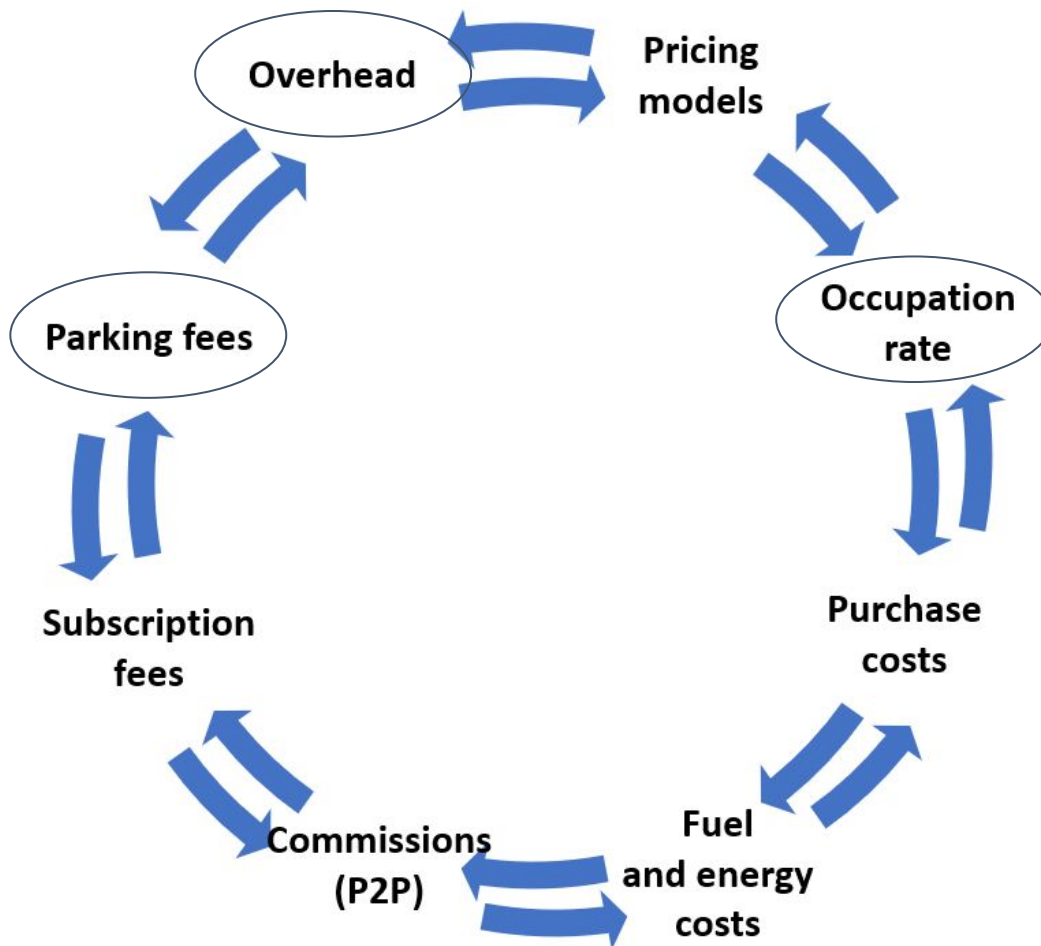 Overhead
Pricing
models
Occupation
rate
Purchase
costs
Fuel
and energy
costs
Commissions
(P2P)
Subscription
fees
Parking fees